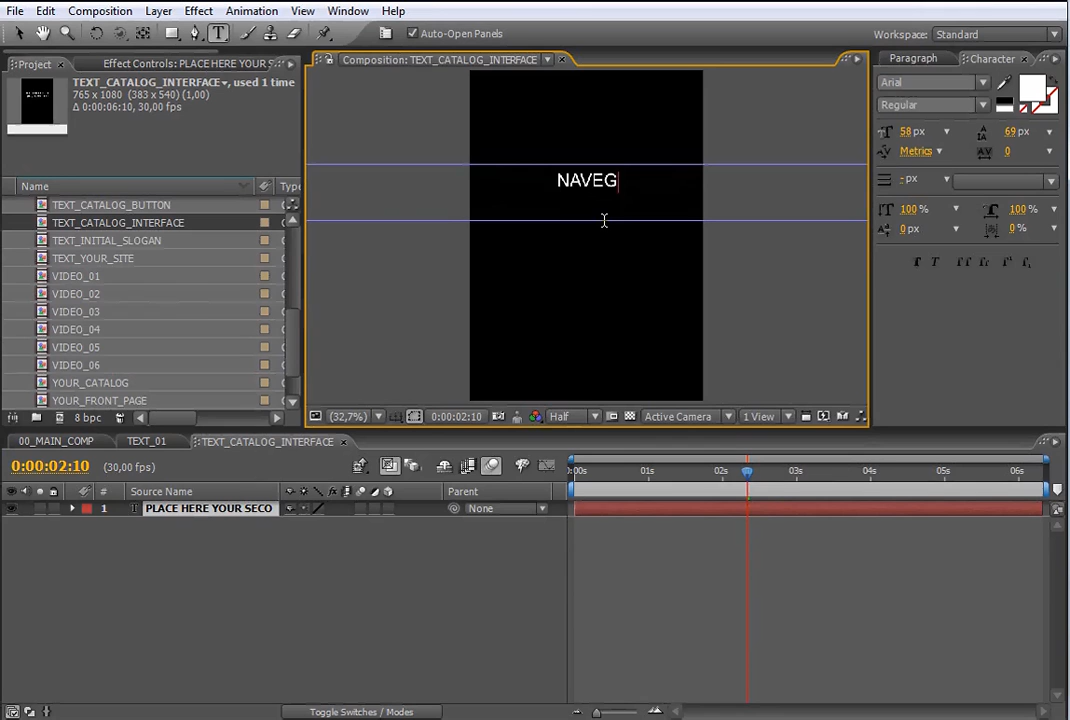 File Edit Composition Layer Effect Animation View Window Help
Auto-Open Panels
Workspace: Standard
Project Effect Controls: PLACE HERE YOUR S
Composition: TEXT_CATALOG_INTERFACE
Paragraph Character
TEXT_CATALOG_INTERFACE, used 1 time
765 x 1080 (383 x 540) (1,00)
Δ 0:00:06:10, 30,00 fps
Arial
Regular
58 px 69 px
Metrics 0
- px
100 % 100 %
0 px 0 %
T T TT Tt T¹ T₁
Name Type
TEXT_CATALOG_BUTTON
TEXT_CATALOG_INTERFACE
TEXT_INITIAL_SLOGAN
TEXT_YOUR_SITE
VIDEO_01
VIDEO_02
VIDEO_03
VIDEO_04
VIDEO_05
VIDEO_06
YOUR_CATALOG
YOUR_FRONT_PAGE
8 bpc
NAVEG
(32,7%) 0:00:02:10 Half Active Camera 1 View
00_MAIN_COMP TEXT_01 TEXT_CATALOG_INTERFACE
0:00:02:10 (30,00 fps)
:00s 01s 02s 03s 04s 05s 06s
# Source Name Parent
1 T PLACE HERE YOUR SECO None
Toggle Switches / Modes